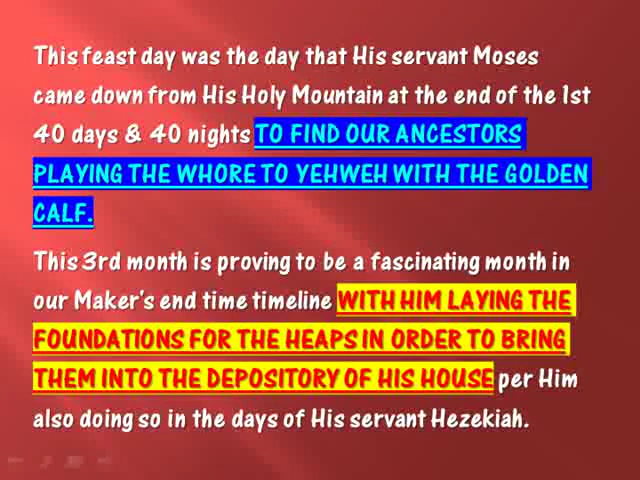 This feast day was the day that His servant Moses
came down from His Holy Mountain at the end of the 1st
40 days & 40 nights TO FIND OUR ANCESTORS
PLAYING THE WHORE TO YEHWEH WITH THE GOLDEN
CALF.
This 3rd month is proving to be a fascinating month in
our Maker's end time timeline WITH HIM LAYING THE
FOUNDATIONS FOR THE HEAPS IN ORDER TO BRING
THEM INTO THE DEPOSITORY OF HIS HOUSE per Him
also doing so in the days of His servant Hezekiah.